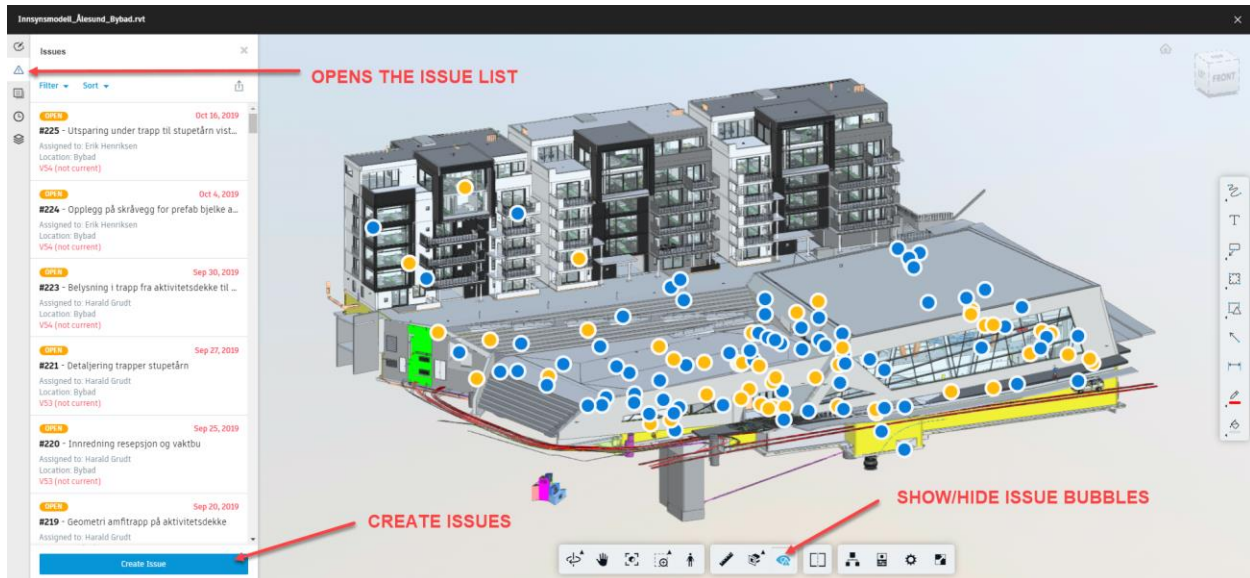 Innsynsmodell_Ålesund_Bybad.rvt
Issues
OPENS THE ISSUE LIST
Filter Sort
OPEN Oct 16, 2019
#225 - Utsparing under trapp til stupetårn vist...
Assigned to: Erik Henriksen
Location: Bybad
V54 (not current)
OPEN Oct 4, 2019
#224 - Opplegg på skråvegg for prefab bjelke a...
Assigned to: Erik Henriksen
Location: Bybad
V54 (not current)
OPEN Sep 30, 2019
#223 - Belysning i trapp fra aktivitetsdekke til ...
Assigned to: Harald Grudt
Location: Bybad
V54 (not current)
OPEN Sep 27, 2019
#221 - Detaljering trapper stupetårn
Assigned to: Harald Grudt
Location: Bybad
V53 (not current)
OPEN Sep 25, 2019
#220 - Innredning resepsjon og vaktbu
Assigned to: Harald Grudt
Location: Bybad
V53 (not current)
OPEN Sep 20, 2019
#219 - Geometri amfitrapp på aktivitetsdekke
Assigned to: Harald Grudt
Create Issue
CREATE ISSUES
SHOW/HIDE ISSUE BUBBLES
FRONT
T